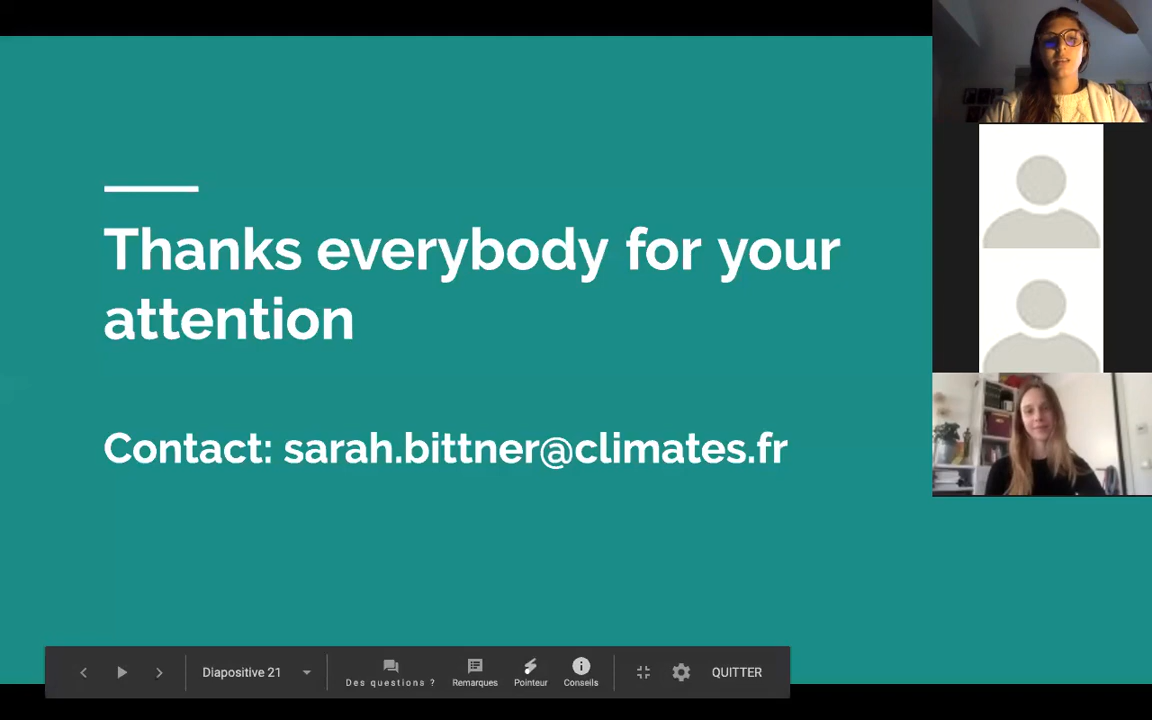 Thanks everybody for your
attention
Contact: sarah.bittner@climates.fr
Diapositive 21
Des questions ?
Remarques
Pointeur
Conseils
QUITTER